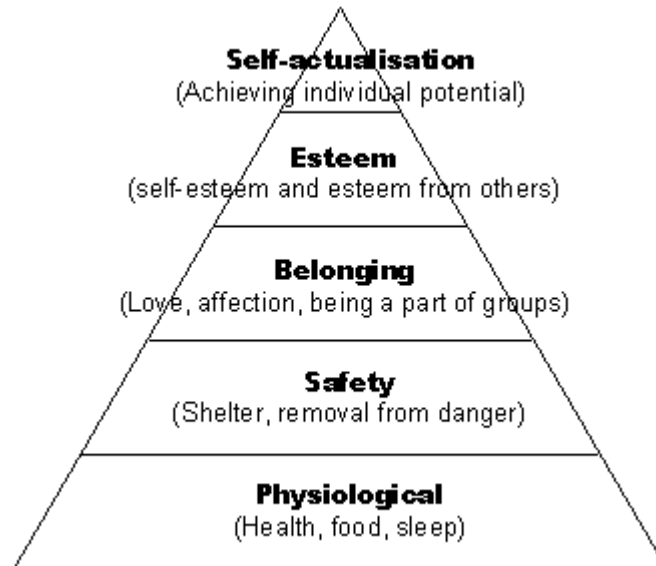 Self-actualisation
(Achieving individual potential)
Esteem
(self-esteem and esteem from others)
Belonging
(Love, affection, being a part of groups)
Safety
(Shelter, removal from danger)
Physiological
(Health, food, sleep)